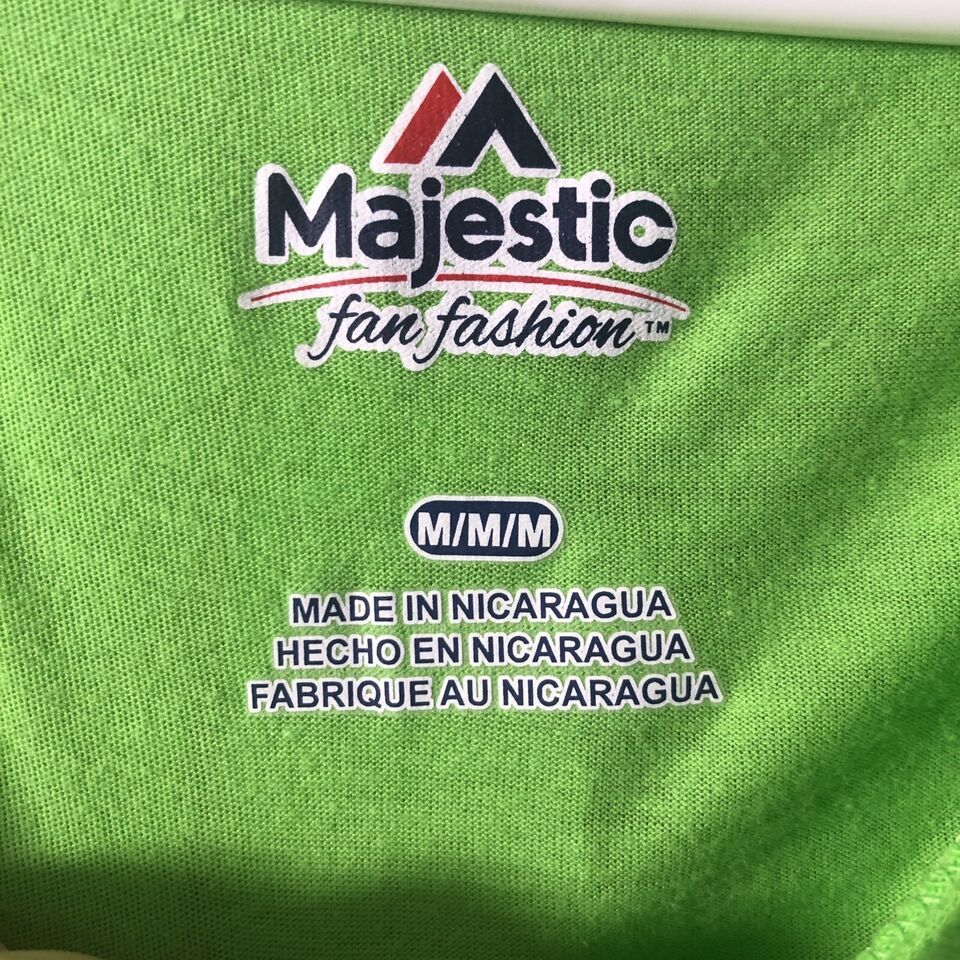 Majestic
fan fashion™
M/M/M
MADE IN NICARAGUA
HECHO EN NICARAGUA
FABRIQUE AU NICARAGUA